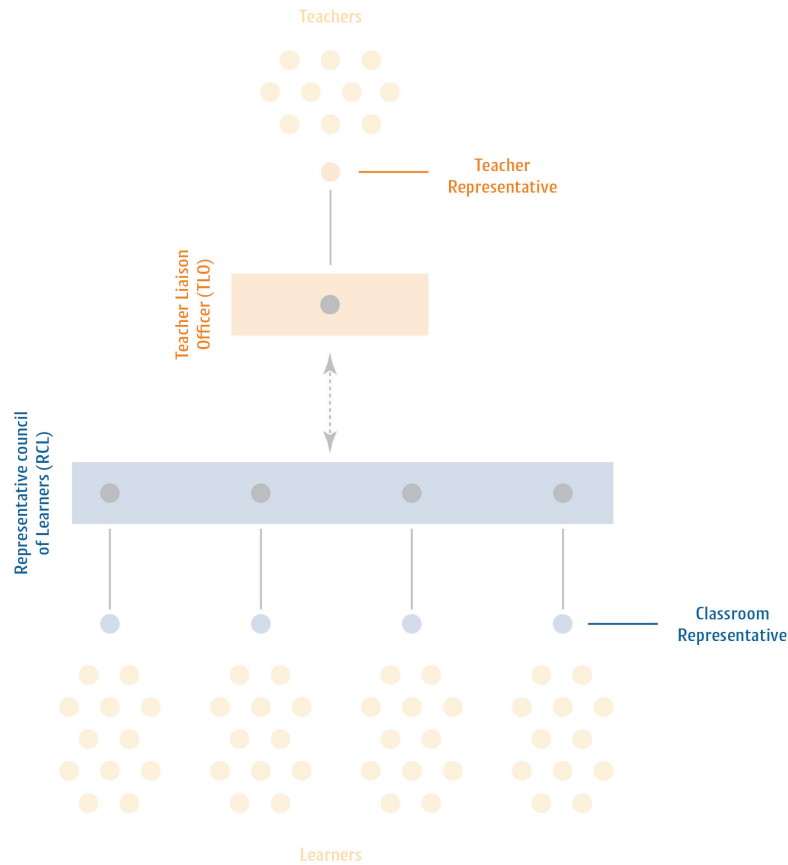 Teachers
Teacher
Representative
Teacher Liaison
Officer (TLO)
Representative council
of Learners (RCL)
Classroom
Representative
Learners